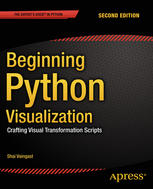 THE EXPERT'S VOICE® IN PYTHON
SECOND EDITION
Beginning
Python
Visualization
Crafting Visual Transformation Scripts
Shai Vaingast
Apress®